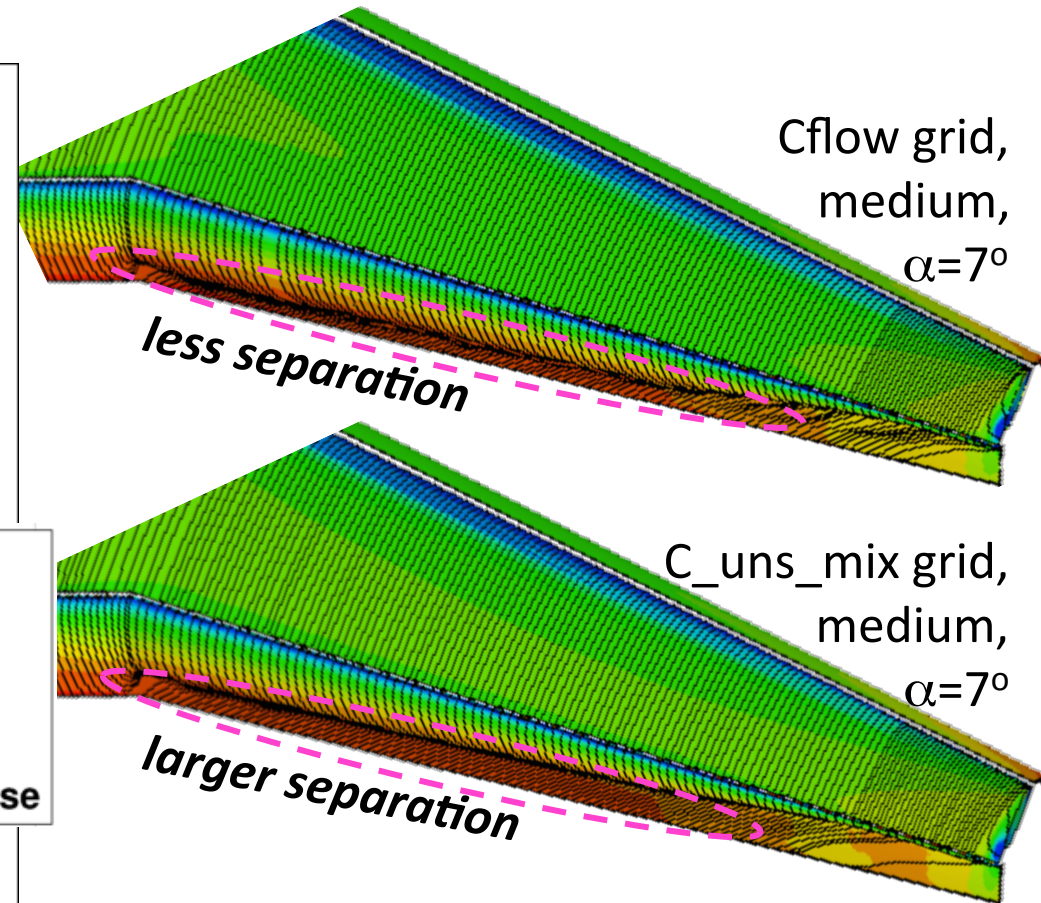 Cflow grid,
medium,
α=7°
less separation
C_uns_mix grid,
medium,
α=7°
larger separation
se